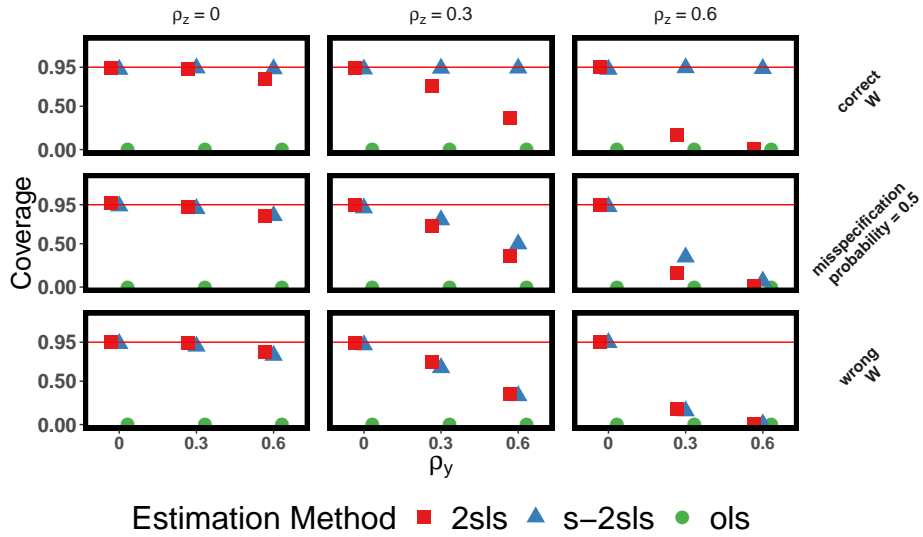 ρz = 0
ρz = 0.3
ρz = 0.6
Coverage
0.95
0.50
0.00
correct
W
0.95
0.50
0.00
misspecification
probability = 0.5
0.95
0.50
0.00
wrong
W
0 0.3 0.6
0 0.3 0.6
0 0.3 0.6
ρy
Estimation Method 2sls s−2sls ols